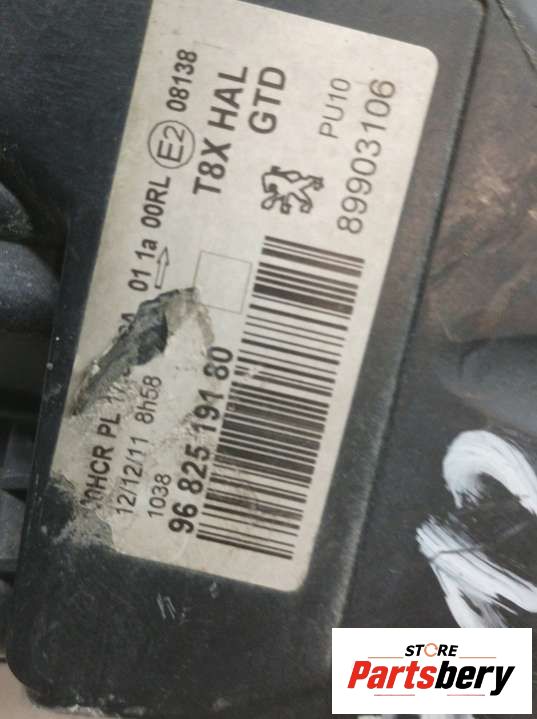 HCR PL
01 1a 00RL E2 08138
12/12/11 8h58
T8X HAL
1038
GTD
96 825 191 80
PU10
89903106
STORE
Partsbery